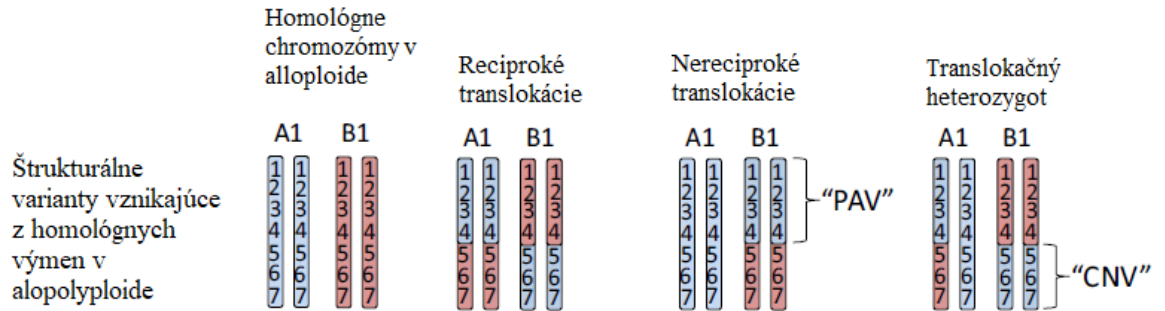 Homológne
chromozómy v
alloploide
Reciproké
translokácie
Nereciproké
translokácie
Translokačný
heterozygot
A1 B1
A1 B1
A1 B1
A1 B1
Štrukturálne
varianty vznikajúce
z homológnych
výmen v
alopolyploide
1 1 1 1 1 1 1 1 1 1 1 1 1 1 1 1
2 2 2 2 2 2 2 2 2 2 2 2 2 2 2 2
3 3 3 3 3 3 3 3 3 3 3 3 3 3 3 3
4 4 4 4 4 4 4 4 4 4 4 4 4 4 4 4
5 5 5 5 5 5 5 5 5 5 5 5 5 5 5 5
6 6 6 6 6 6 6 6 6 6 6 6 6 6 6 6
7 7 7 7 7 7 7 7 7 7 7 7 7 7 7 7
“PAV”
“CNV”